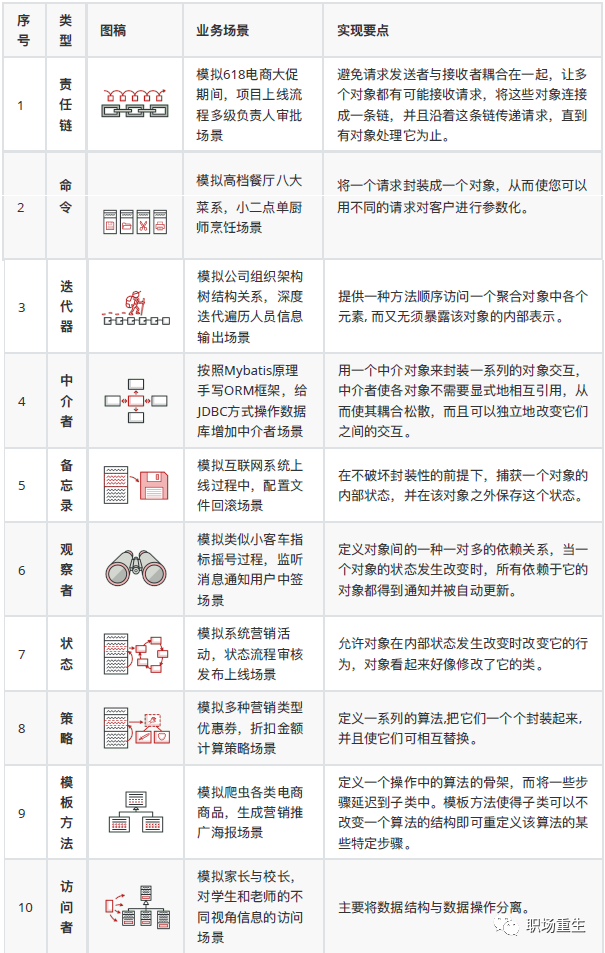 序号 类型 图稿 业务场景 实现要点
1
责任链
模拟618电商大促
期间，项目上线流
程多级负责人审批
场景
避免请求发送者与接收者耦合在一起，让多
个对象都有可能接收请求，将这些对象连接
成一条链，并且沿着这条链传递请求，直到
有对象处理它为止。
2
命令
模拟高档餐厅八大
菜系，小二点单厨
师烹饪场景
将一个请求封装成一个对象，从而使您可以
用不同的请求对客户进行参数化。
3
迭代器
模拟公司组织架构
树结构关系，深度
迭代遍历人员信息
输出场景
提供一种方法顺序访问一个聚合对象中各个
元素, 而又无须暴露该对象的内部表示。
4
中介者
按照Mybatis原理
手写ORM框架，给
JDBC方式操作数据
库增加中介者场景
用一个中介对象来封装一系列的对象交互，
中介者使各对象不需要显式地相互引用，从
而使其耦合松散，而且可以独立地改变它们
之间的交互。
5
备忘录
模拟互联网系统上
线过程中，配置文
件回滚场景
在不破坏封装性的前提下，捕获一个对象的
内部状态，并在该对象之外保存这个状态。
6
观察者
模拟类似小客车指
标摇号过程，监听
消息通知用户中签
场景
定义对象间的一种一对多的依赖关系，当一
个对象的状态发生改变时，所有依赖于它的
对象都得到通知并被自动更新。
7
状态
模拟系统营销活
动，状态流程审核
发布上线场景
允许对象在内部状态发生改变时改变它的行
为，对象看起来好像修改了它的类。
8
策略
模拟多种营销类型
优惠券，折扣金额
计算策略场景
定义一系列的算法,把它们一个个封装起来，
并且使它们可相互替换。
9
模板方法
模拟爬虫各类电商
商品，生成营销推
广海报场景
定义一个操作中的算法的骨架，而将一些步
骤延迟到子类中。模板方法使得子类可以不
改变一个算法的结构即可重定义该算法的某
些特定步骤。
10
访问者
模拟家长与校长，
对学生和老师的不
同视角信息的访问
场景
主要将数据结构与数据操作分离。
职场重生